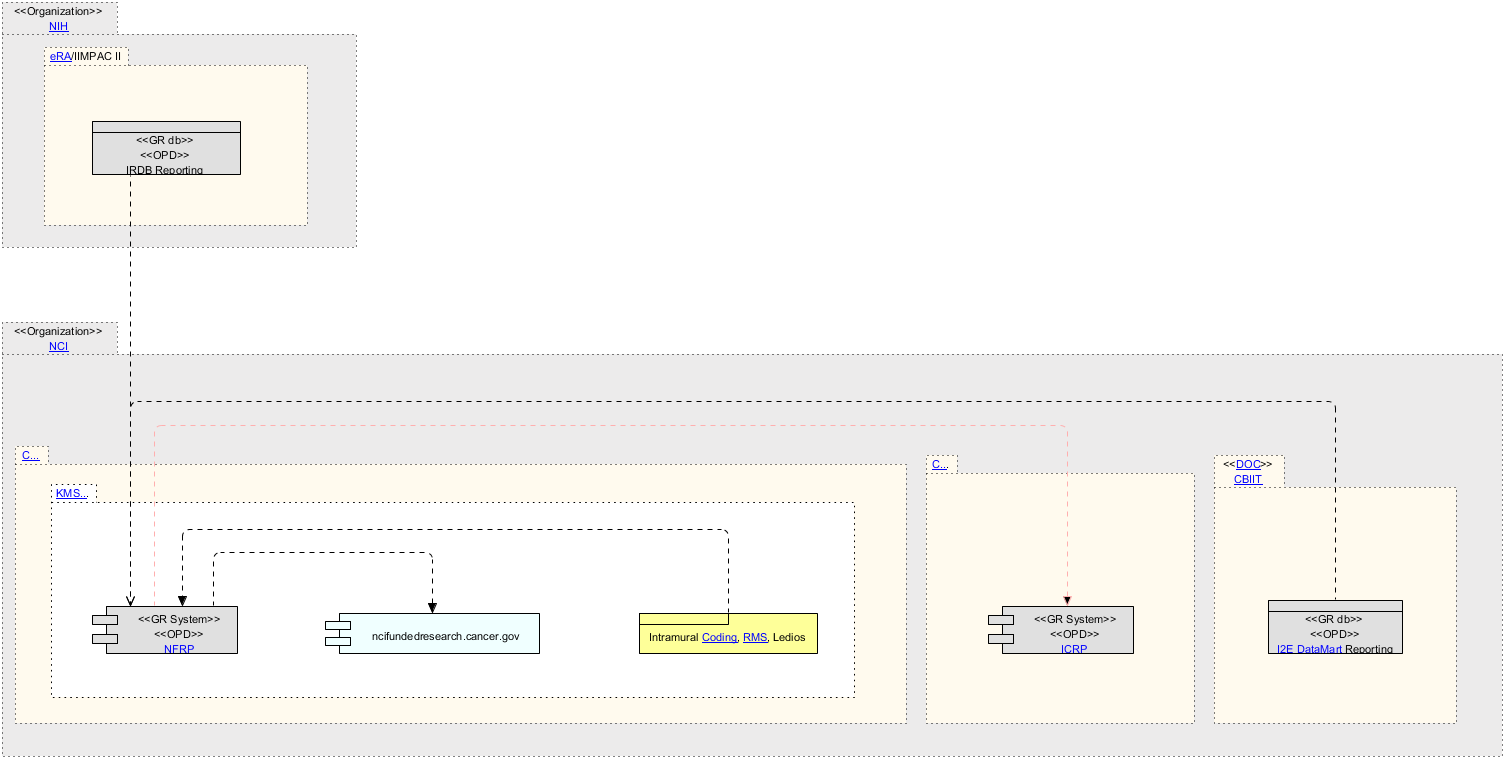 <<Organization>>
NIH
eRA/IIMPAC II
<<GR db>>
<<OPD>>
IRDB Reporting
<<Organization>>
NCI
C...
KMS...
<<GR System>>
<<OPD>>
NFRP
ncifundedresearch.cancer.gov
Intramural Coding, RMS, Ledios
C...
<<GR System>>
<<OPD>>
ICRP
<<DOC>>
CBIIT
<<GR db>>
<<OPD>>
I2E DataMart Reporting